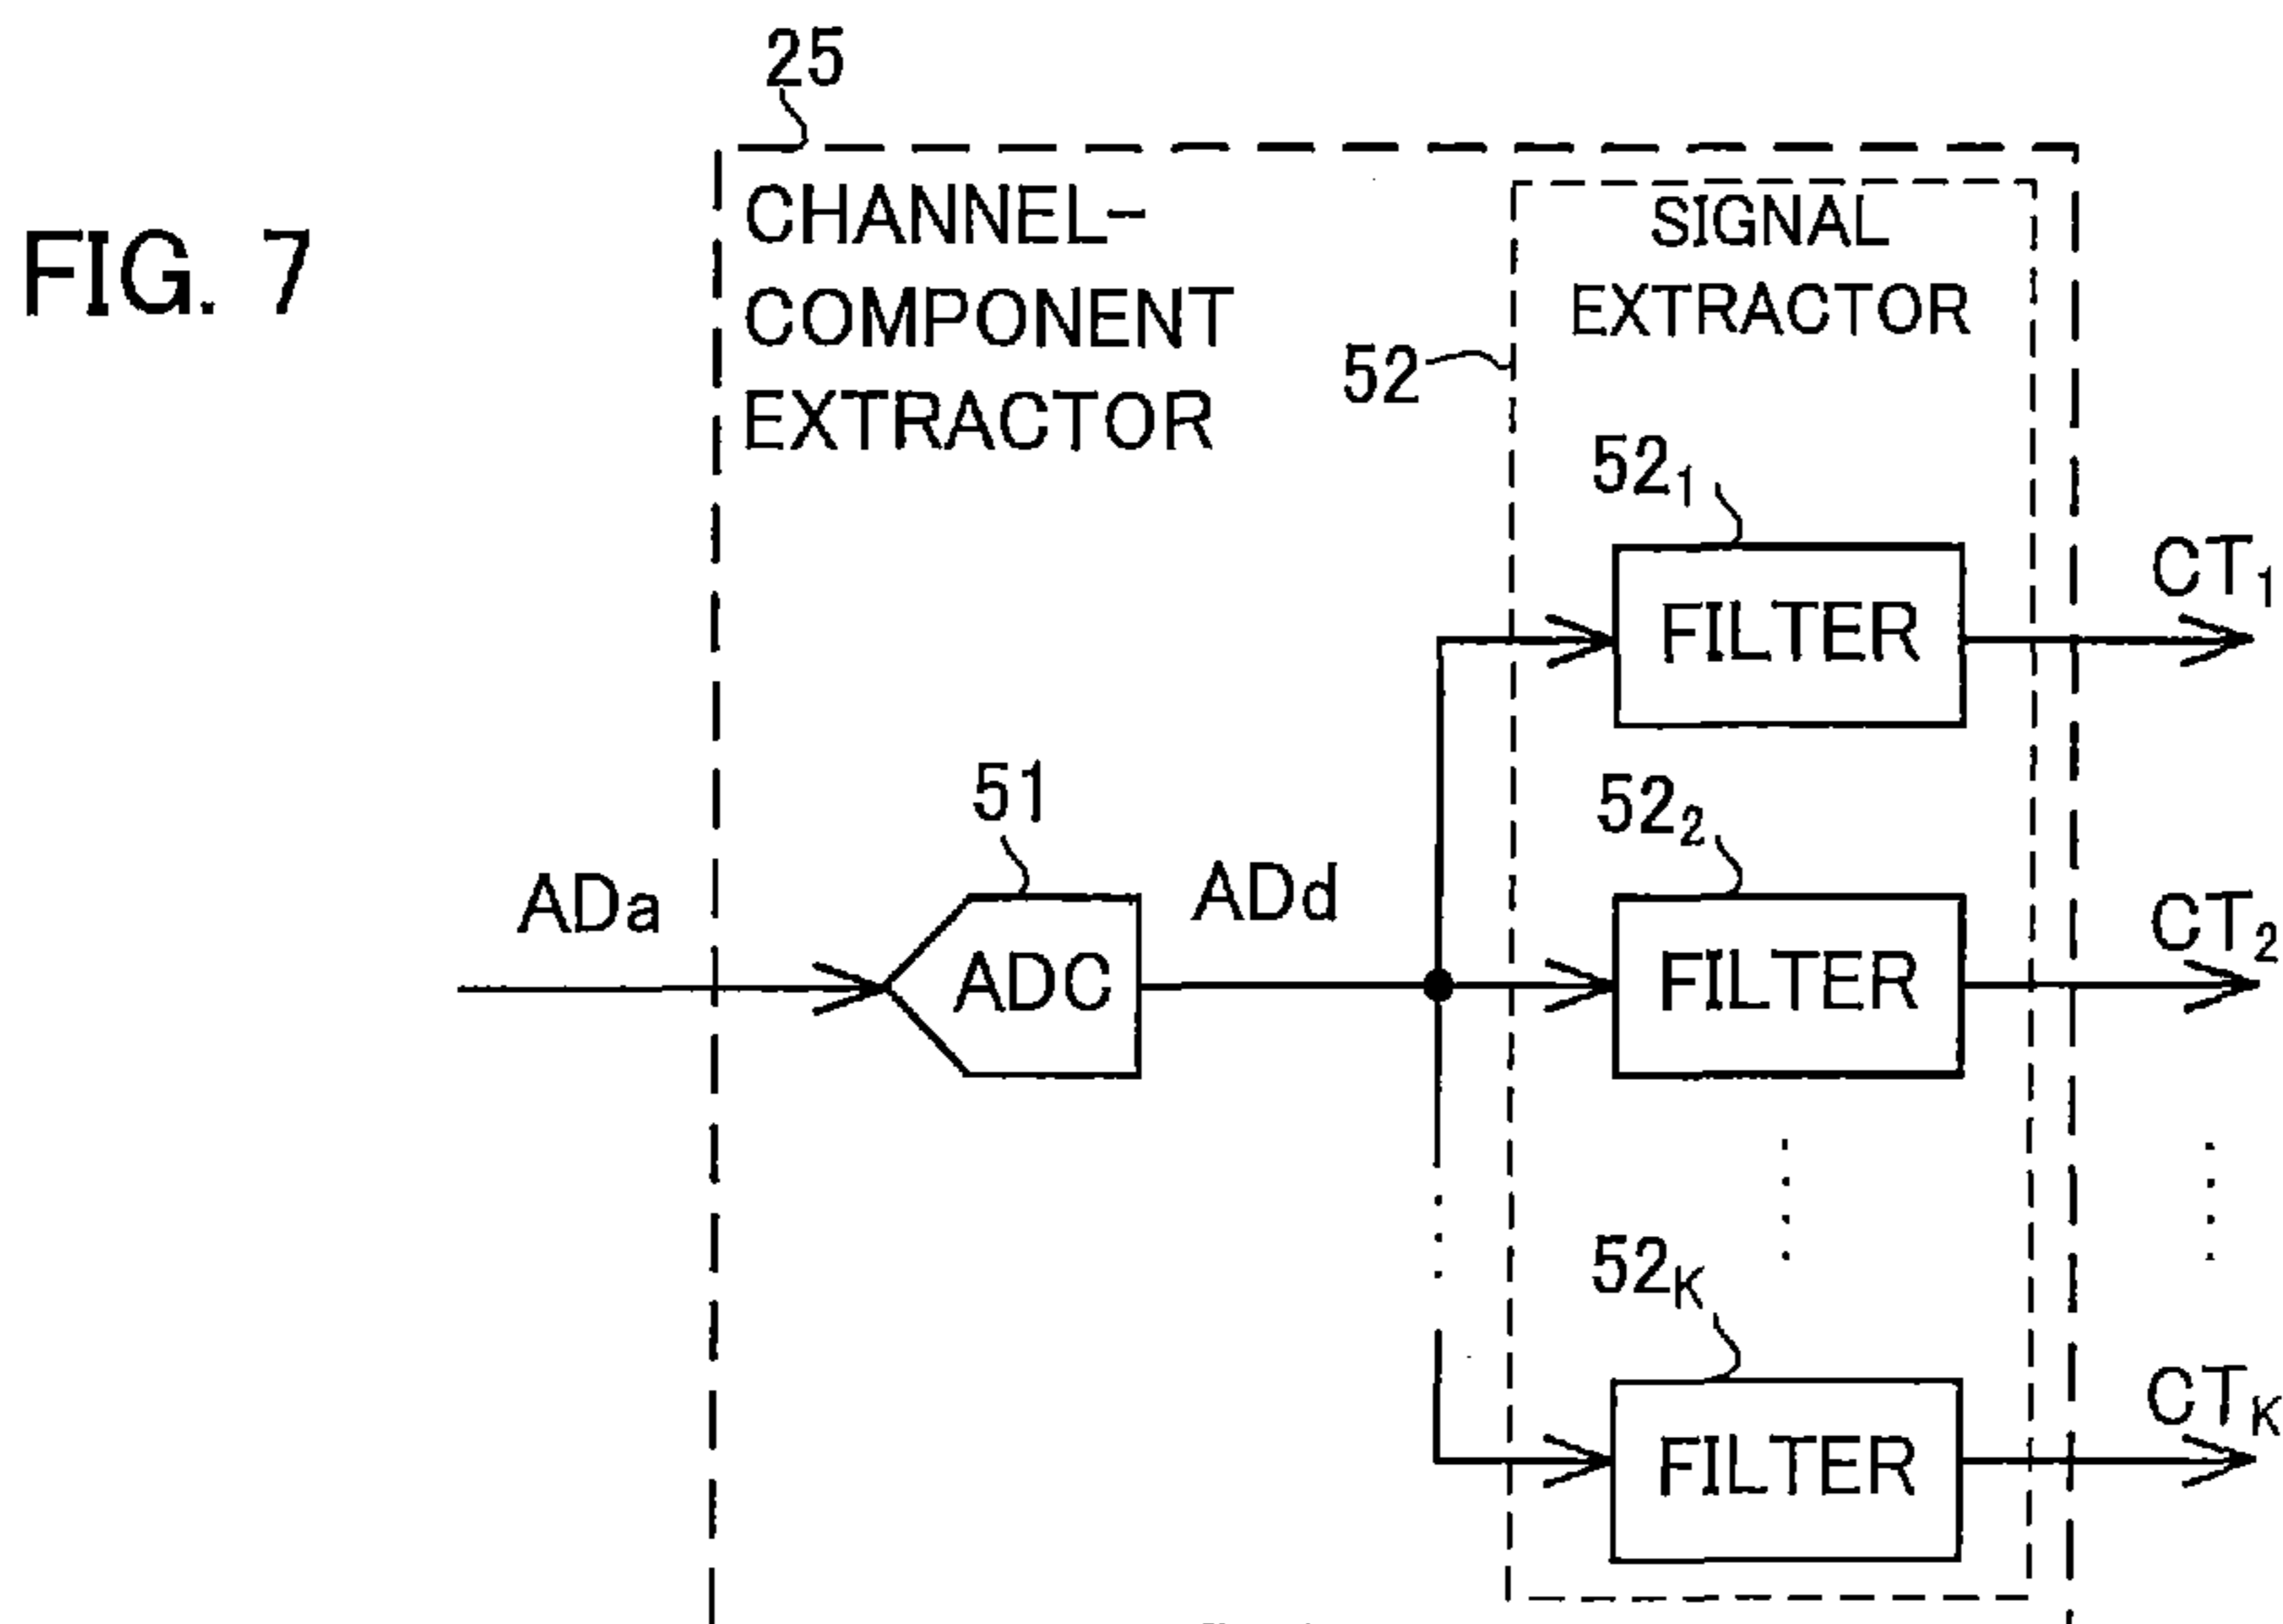 FIG. 7
25
CHANNEL-
COMPONENT
EXTRACTOR
SIGNAL
EXTRACTOR
52
52₁
FILTER
CT₁
51
ADa
ADC
ADd
52₂
FILTER
CT₂
52K
FILTER
CTK